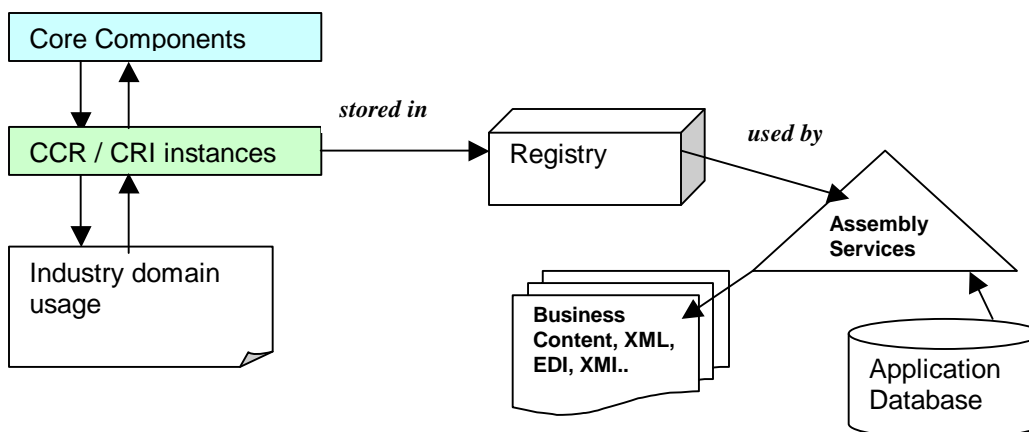 Core Components
stored in
CCR / CRI instances
Registry
used by
Assembly
Services
Industry domain
usage
Business
Content, XML,
EDI, XMI..
Application
Database